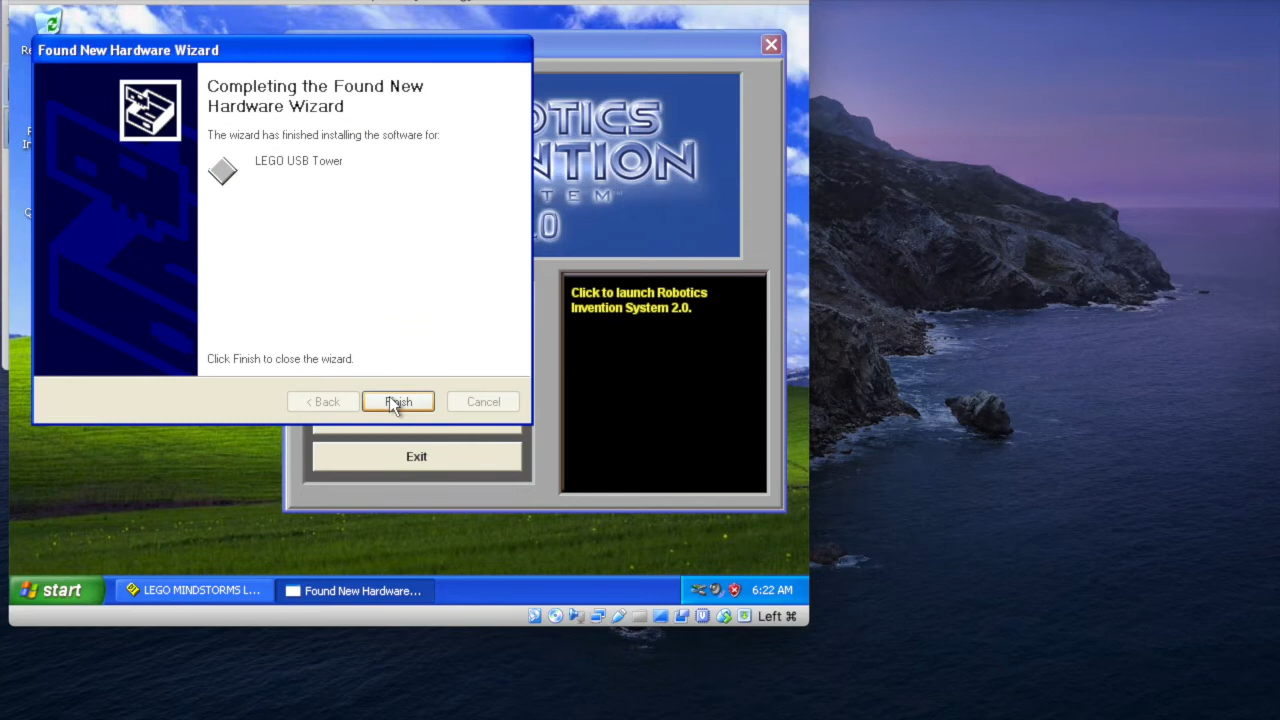 Found New Hardware Wizard
Completing the Found New
Hardware Wizard
The wizard has finished installing the software for:
LEGO USB Tower
Click Finish to close the wizard.
< Back
Finish
Cancel
OTICS
NTION
T E M™
.0
Click to launch Robotics
Invention System 2.0.
Exit
start
LEGO MINDSTORMS L...
Found New Hardware...
6:22 AM
Left ⌘